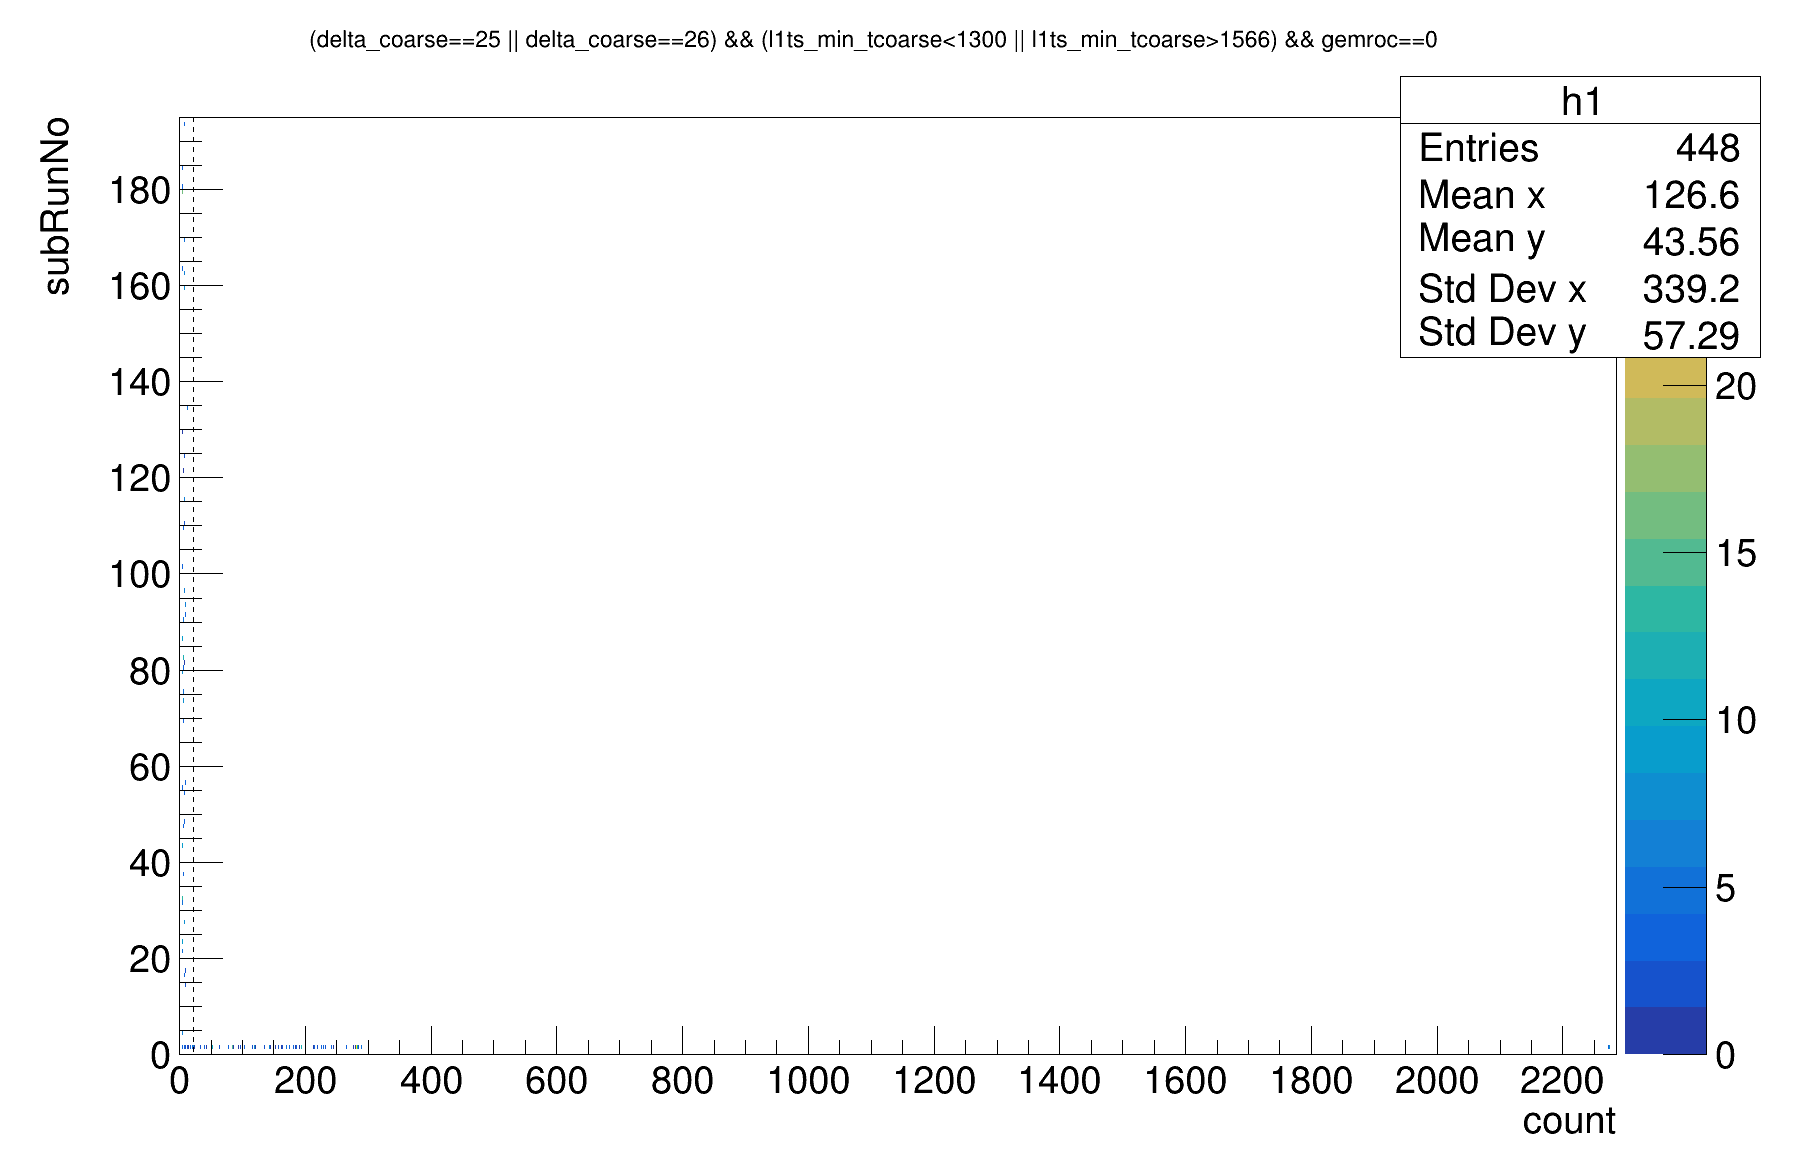 (delta_coarse==25 || delta_coarse==26) && (l1ts_min_tcoarse<1300 || l1ts_min_tcoarse>1566) && gemroc==0
h1
Entries 448
Mean x 126.6
Mean y 43.56
Std Dev x 339.2
Std Dev y 57.29
subRunNo
180
160
140
120
100
80
60
40
20
0
0 200 400 600 800 1000 1200 1400 1600 1800 2000 2200
count
20
15
10
5
0